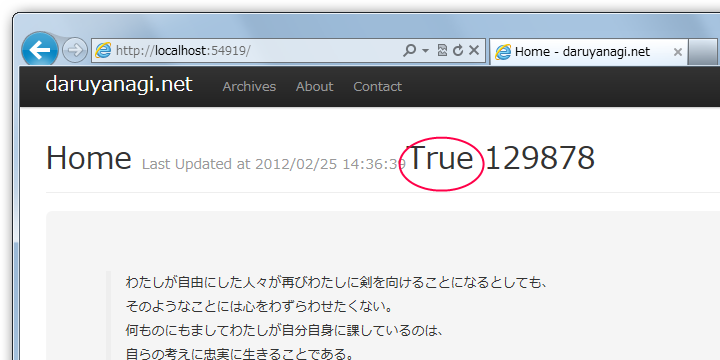 http://localhost:54919/
Home - daruyanagi.net
daruyanagi.net Archives About Contact
Home Last Updated at 2012/02/25 14:36:39 True 129878
わたしが自由にした人々が再びわたしに剣を向けることになるとしても、
そのようなことには心をわずらわせたくない。
何ものにもましてわたしが自分自身に課しているのは、
自らの考えに忠実に生きることである。